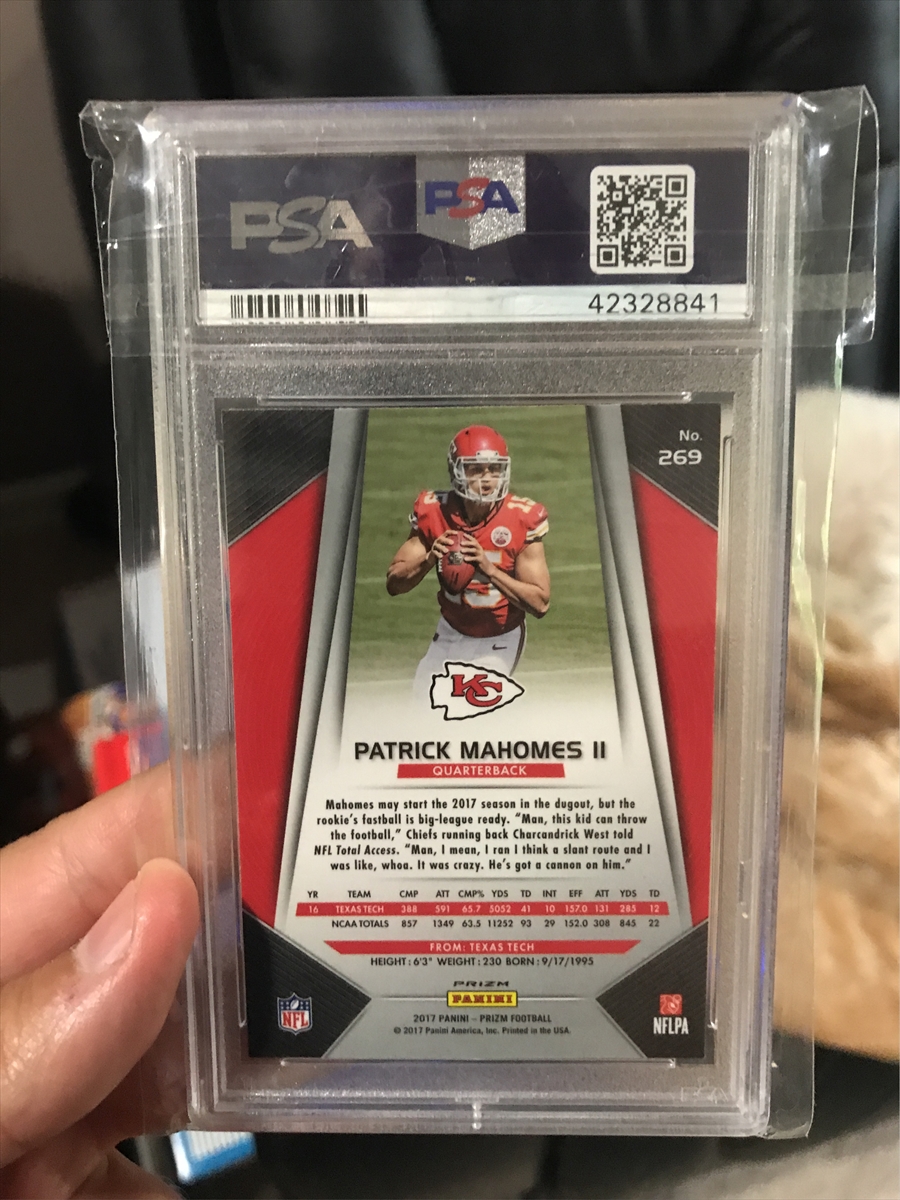 PSA
PSA
42328841
No.
269
15
15
KC
PATRICK MAHOMES II
QUARTERBACK
Mahomes may start the 2017 season in the dugout, but the
rookie's fastball is big-league ready. "Man, this kid can throw
the football," Chiefs running back Charcandrick West told
NFL Total Access. "Man, I mean, I ran I think a slant route and I
was like, whoa. It was crazy. He's got a cannon on him."
YR TEAM CMP ATT CMP% YDS TD INT EFF ATT YDS TD
16 TEXAS TECH 388 591 65.7 5052 41 10 157.0 131 285 12
NCAA TOTALS 857 1349 63.5 11252 93 29 152.0 308 845 22
FROM: TEXAS TECH
HEIGHT: 6'3" WEIGHT: 230 BORN: 9/17/1995
PRIZM
PANINI
NFL
NFLPA
2017 PANINI – PRIZM FOOTBALL
© 2017 Panini America, Inc. Printed in the USA.
PSA